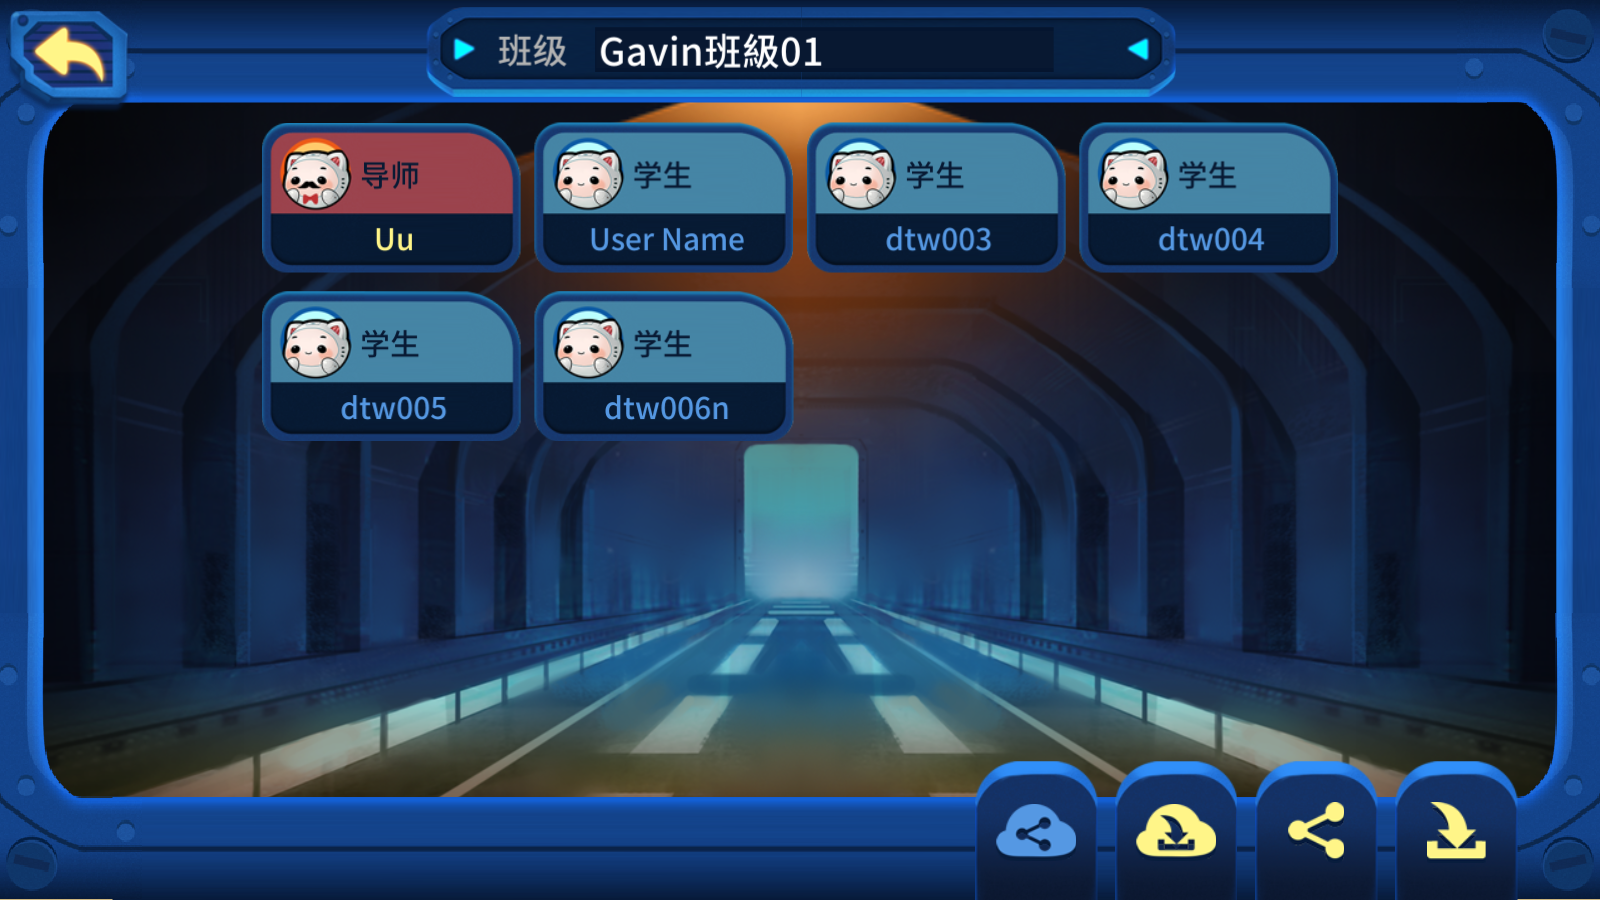 班级 Gavin班級01
导师
Uu
学生
User Name
学生
dtw003
学生
dtw004
学生
dtw005
学生
dtw006n